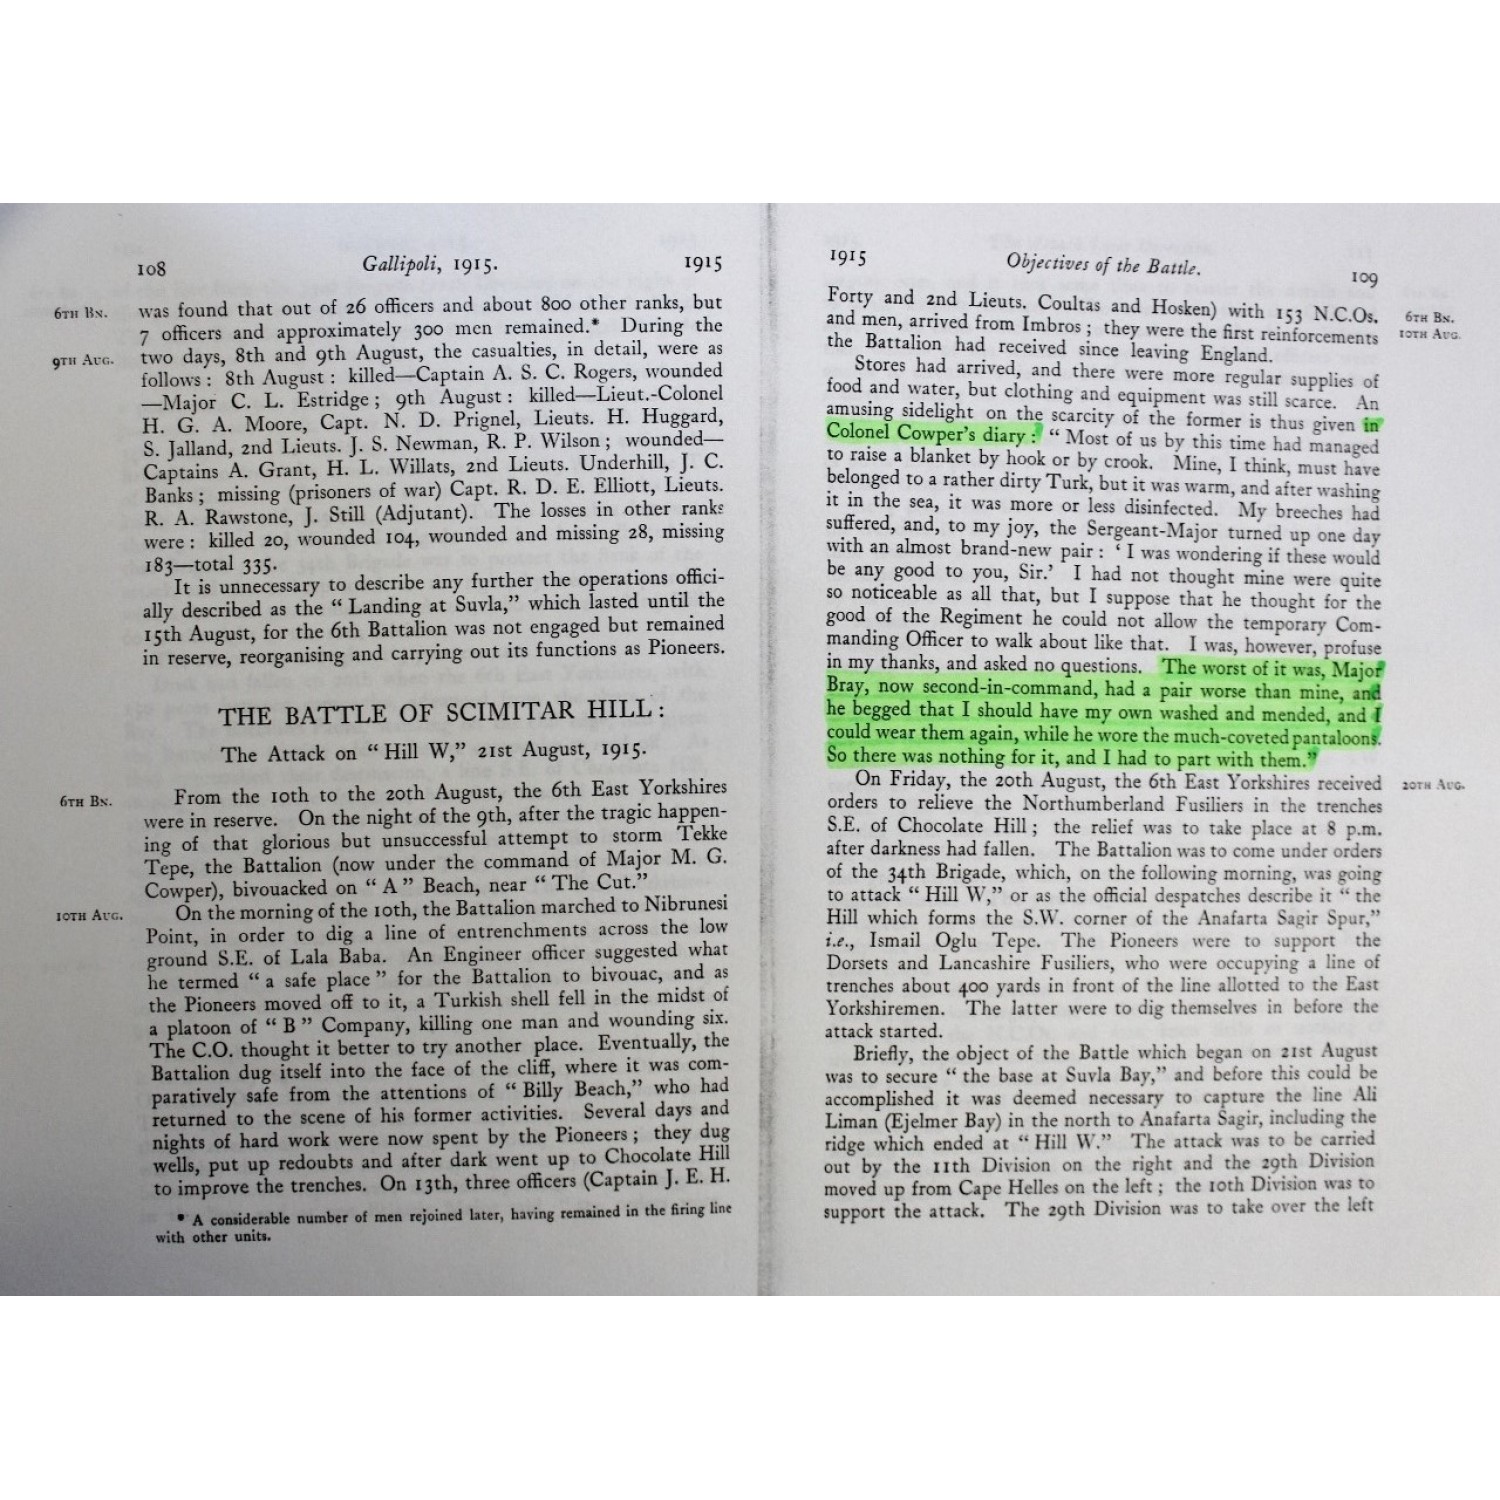 108 Gallipoli, 1915. 1915
6TH BN. was found that out of 26 officers and about 800 other ranks, but
7 officers and approximately 300 men remained.* During the
9TH AUG. two days, 8th and 9th August, the casualties, in detail, were as
follows: 8th August: killed—Captain A. S. C. Rogers, wounded
—Major C. L. Estridge; 9th August: killed—Lieut.-Colonel
H. G. A. Moore, Capt. N. D. Prignel, Lieuts. H. Huggard,
S. Jalland, 2nd Lieuts. J. S. Newman, R. P. Wilson; wounded—
Captains A. Grant, H. L. Willats, 2nd Lieuts. Underhill, J. C.
Banks; missing (prisoners of war) Capt. R. D. E. Elliott, Lieuts.
R. A. Rawstone, J. Still (Adjutant). The losses in other ranks
were: killed 20, wounded 104, wounded and missing 28, missing
183—total 335.
It is unnecessary to describe any further the operations offici-
ally described as the “Landing at Suvla,” which lasted until the
15th August, for the 6th Battalion was not engaged but remained
in reserve, reorganising and carrying out its functions as Pioneers.
THE BATTLE OF SCIMITAR HILL:
The Attack on “Hill W,” 21st August, 1915.
6TH BN. From the 10th to the 20th August, the 6th East Yorkshires
were in reserve. On the night of the 9th, after the tragic happen-
ing of that glorious but unsuccessful attempt to storm Tekke
Tepe, the Battalion (now under the command of Major M. G.
Cowper), bivouacked on “A” Beach, near “The Cut.”
10TH AUG. On the morning of the 10th, the Battalion marched to Nibrunesi
Point, in order to dig a line of entrenchments across the low
ground S.E. of Lala Baba. An Engineer officer suggested what
he termed “a safe place” for the Battalion to bivouac, and as
the Pioneers moved off to it, a Turkish shell fell in the midst of
a platoon of “B” Company, killing one man and wounding six.
The C.O. thought it better to try another place. Eventually, the
Battalion dug itself into the face of the cliff, where it was com-
paratively safe from the attentions of “Billy Beach,” who had
returned to the scene of his former activities. Several days and
nights of hard work were now spent by the Pioneers; they dug
wells, put up redoubts and after dark went up to Chocolate Hill
to improve the trenches. On 13th, three officers (Captain J. E. H.
* A considerable number of men rejoined later, having remained in the firing line
with other units.
1915 Objectives of the Battle. 109
Forty and 2nd Lieuts. Coultas and Hosken) with 153 N.C.Os. 6TH BN.
and men, arrived from Imbros; they were the first reinforcements 10TH AUG.
the Battalion had received since leaving England.
Stores had arrived, and there were more regular supplies of
food and water, but clothing and equipment was still scarce. An
amusing sidelight on the scarcity of the former is thus given in
Colonel Cowper's diary: “Most of us by this time had managed
to raise a blanket by hook or by crook. Mine, I think, must have
belonged to a rather dirty Turk, but it was warm, and after washing
it in the sea, it was more or less disinfected. My breeches had
suffered, and, to my joy, the Sergeant-Major turned up one day
with an almost brand-new pair: ‘I was wondering if these would
be any good to you, Sir.’ I had not thought mine were quite
so noticeable as all that, but I suppose that he thought for the
good of the Regiment he could not allow the temporary Com-
manding Officer to walk about like that. I was, however, profuse
in my thanks, and asked no questions. The worst of it was, Major
Bray, now second-in-command, had a pair worse than mine, and
he begged that I should have my own washed and mended, and I
could wear them again, while he wore the much-coveted pantaloons.
So there was nothing for it, and I had to part with them.”
On Friday, the 20th August, the 6th East Yorkshires received 20TH AUG.
orders to relieve the Northumberland Fusiliers in the trenches
S.E. of Chocolate Hill; the relief was to take place at 8 p.m.
after darkness had fallen. The Battalion was to come under orders
of the 34th Brigade, which, on the following morning, was going
to attack “Hill W,” or as the official despatches describe it “the
Hill which forms the S.W. corner of the Anafarta Sagir Spur,”
i.e., Ismail Oglu Tepe. The Pioneers were to support the
Dorsets and Lancashire Fusiliers, who were occupying a line of
trenches about 400 yards in front of the line allotted to the East
Yorkshiremen. The latter were to dig themselves in before the
attack started.
Briefly, the object of the Battle which began on 21st August
was to secure “the base at Suvla Bay,” and before this could be
accomplished it was deemed necessary to capture the line Ali
Liman (Ejelmer Bay) in the north to Anafarta Sagir, including the
ridge which ended at “Hill W.” The attack was to be carried
out by the 11th Division on the right and the 29th Division
moved up from Cape Helles on the left; the 10th Division was to
support the attack. The 29th Division was to take over the left